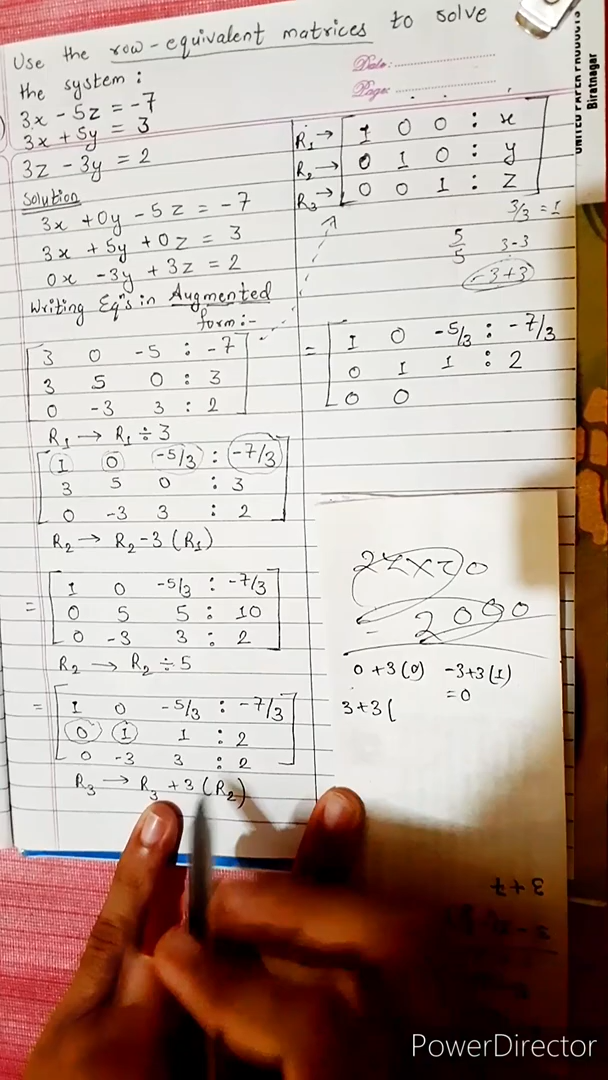 Use the row-equivalent matrices to solve
the system:
3x - 5z = -7
3x + 5y = 3
3z - 3y = 2
Solution
3x + 0y - 5z = -7
3x + 5y + 0z = 3
0x - 3y + 3z = 2
Writing Eqns in Augmented
form:-
3 0 -5 : -7
3 5 0 : 3
0 -3 3 : 2
R1 → R1 ÷ 3
1 0 -5/3 : -7/3
3 5 0 : 3
0 -3 3 : 2
R2 → R2 - 3 (R1)
= 1 0 -5/3 : -7/3
0 5 5 : 10
0 -3 3 : 2
R2 → R2 ÷ 5
= 1 0 -5/3 : -7/3
0 1 1 : 2
0 -3 3 : 2
R3 → R3 + 3 (R2)
Date:
Page:
UNITED PAPER PRODUCTS
Biratnagar
R1 → 1 0 0 : x
R2 → 0 1 0 : y
R3 → 0 0 1 : z
3/3 = 1
5/5 3-3
-3+3
= 1 0 -5/3 : -7/3
0 1 1 : 2
0 0
0 + 3(0) -3+3(1)
= 0
3+3(
3+7
PowerDirector